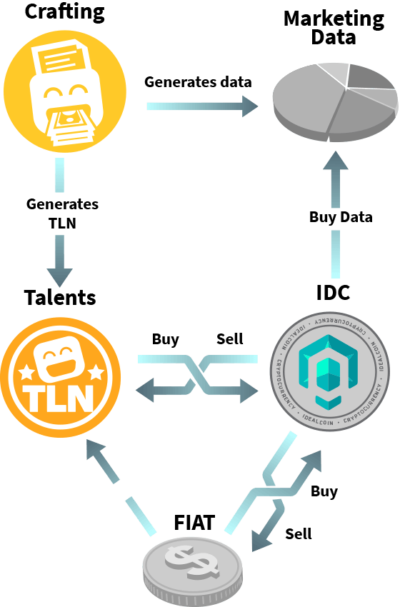 Crafting
Marketing
Data
Generates data
Generates
TLN
Buy Data
Talents
IDC
TLN
Buy
Sell
IDEALCOIN • CRYPTOCURRENCY • IDEALCOIN • CRYPTOCURRENCY •
FIAT
Buy
Sell
$